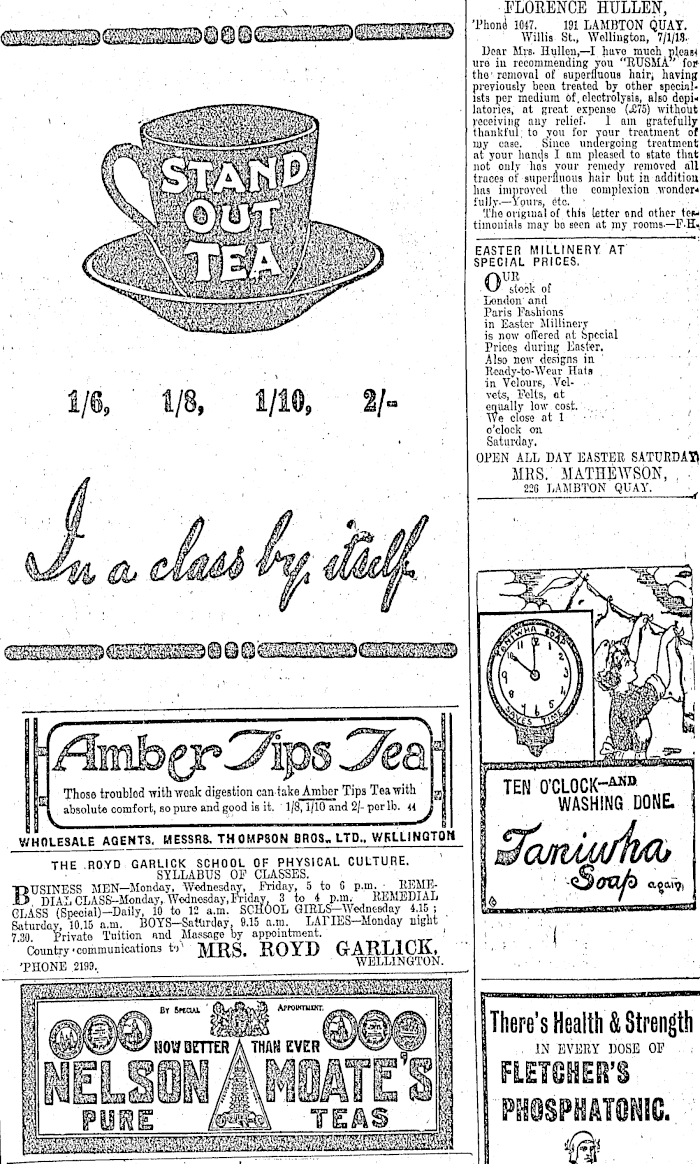 STAND
OUT
TEA
1/6, 1/8, 1/10, 2/-
In a class by itself.
Amber Tips Tea
Those troubled with weak digestion can take Amber Tips Tea with
absolute comfort, so pure and good is it. 1/8, 1/10 and 2/- per lb. 44
WHOLESALE AGENTS, MESSRS. THOMPSON BROS., LTD., WELLINGTON
THE ROYD GARLICK SCHOOL OF PHYSICAL CULTURE.
SYLLABUS OF CLASSES.
BUSINESS MEN—Monday, Wednesday, Friday, 5 to 6 p.m. REME-
DIAL CLASS—Monday, Wednesday, Friday, 3 to 4 p.m. REMEDIAL
CLASS (Special)—Daily, 10 to 12 a.m. SCHOOL GIRLS—Wednesday 4.15;
Saturday, 10.15 a.m. BOYS—Saturday, 9.15 a.m. LATIES—Monday night
7.30. Private Tuition and Massage by appointment.
Country communications to MRS. ROYD GARLICK,
'PHONE 2199. WELLINGTON.
BY SPECIAL APPOINTMENT.
NOW BETTER THAN EVER
NELSON MOATE'S
PURE TEAS
FLORENCE HULLEN,
'Phone 1047. 191 LAMBTON QUAY.
Willis St., Wellington, 7/1/13.
Dear Mrs. Hullen,—I have much pleas-
ure in recommending you "RUSMA" for
the removal of superfluous hair, having
previously been treated by other special-
ists per medium of electrolysis, also depi-
latories, at great expense (£75) without
receiving any relief. I am gratefully
thankful to you for your treatment of
my case. Since undergoing treatment
at your hands I am pleased to state that
not only has your remedy removed all
traces of superfluous hair but in addition
has improved the complexion wonder-
fully.—Yours, etc.
The original of this letter and other tes-
timonials may be seen at my rooms.—F.H.
EASTER MILLINERY AT
SPECIAL PRICES.
OUR
stock of
London and
Paris Fashions
in Easter Millinery
is now offered at Special
Prices during Easter.
Also new designs in
Ready-to-Wear Hats
in Velours, Vel-
vets, Felts, at
equally low cost.
We close at 1
o'clock on
Saturday.
OPEN ALL DAY EASTER SATURDAY
MRS. MATHEWSON,
226 LAMBTON QUAY.
TANIWHA SOAP
SAVES TIME
TEN O'CLOCK—AND
WASHING DONE.
Taniwha
Soap again.
There's Health & Strength
IN EVERY DOSE OF
FLETCHER'S
PHOSPHATONIC.